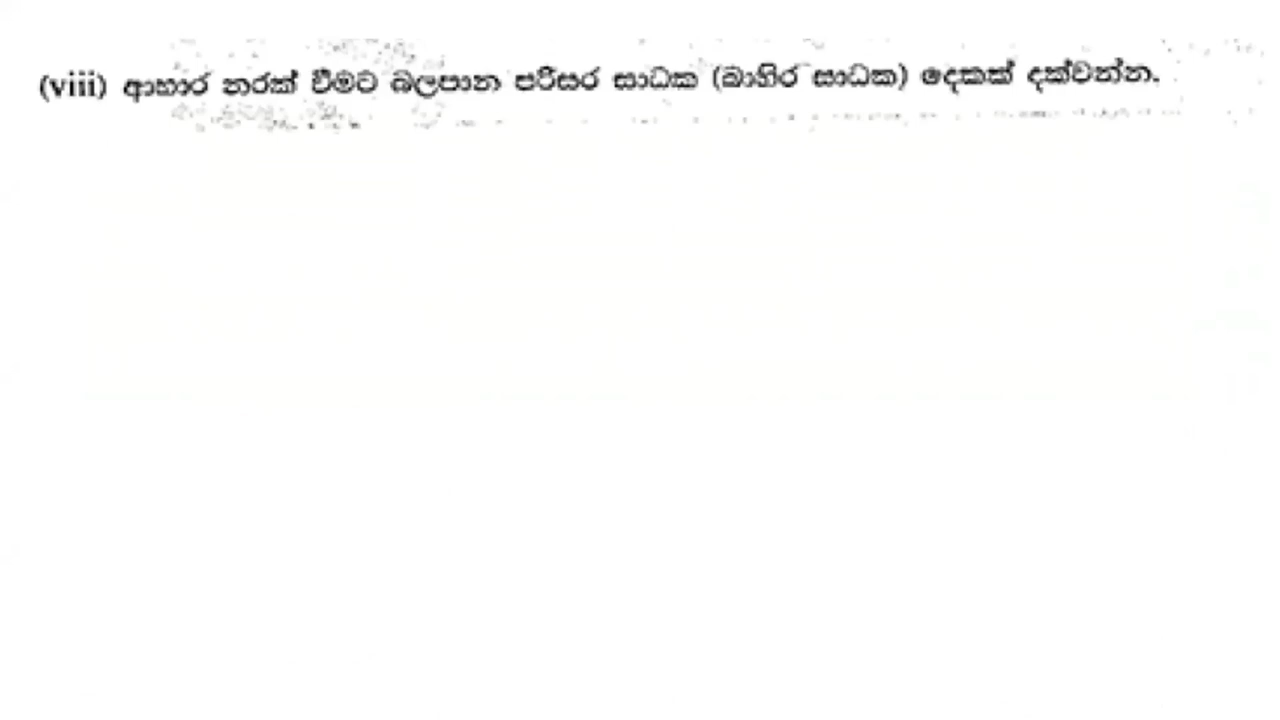 (viii) ආහාර නරක් වීමට බලපාන පරිසර සාධක (බාහිර සාධක) දෙකක් දක්වන්න.